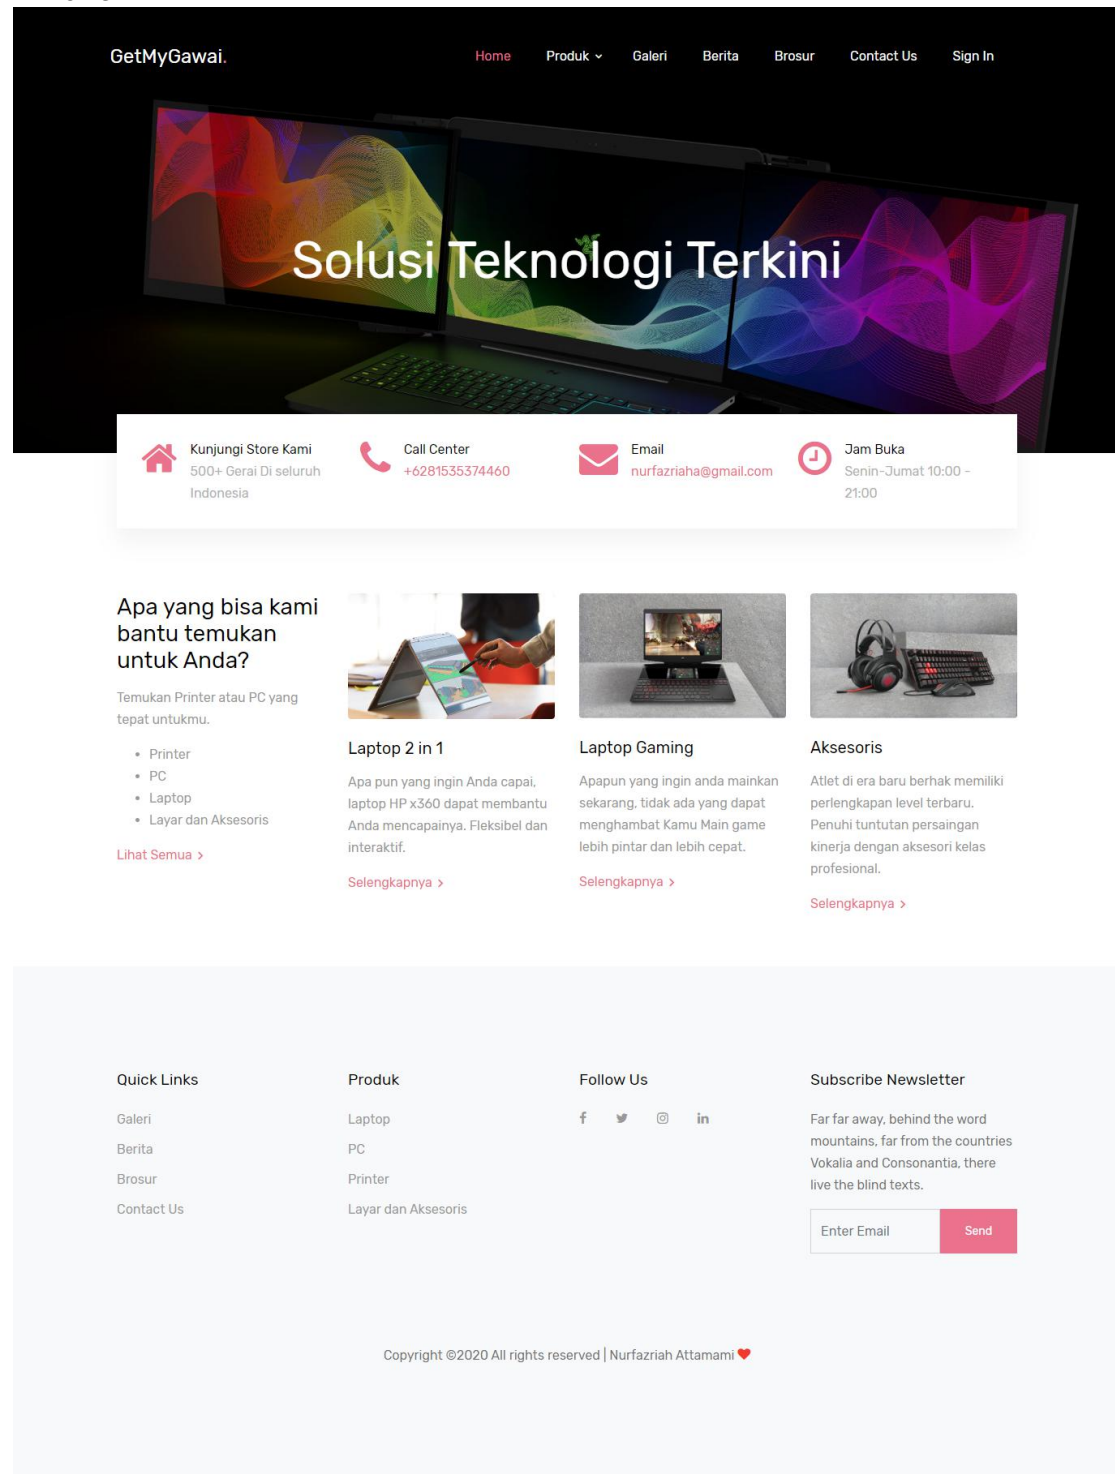 GetMyGawai.
Home Produk Galeri Berita Brosur Contact Us Sign In
Solusi Teknologi Terkini
Kunjungi Store Kami
500+ Gerai Di seluruh
Indonesia
Call Center
+6281535374460
Email
nurfazriaha@gmail.com
Jam Buka
Senin-Jumat 10:00 -
21:00
Apa yang bisa kami
bantu temukan
untuk Anda?
Temukan Printer atau PC yang
tepat untukmu.
• Printer
• PC
• Laptop
• Layar dan Aksesoris
Lihat Semua >
Laptop 2 in 1
Apa pun yang ingin Anda capai,
laptop HP x360 dapat membantu
Anda mencapainya. Fleksibel dan
interaktif.
Selengkapnya >
Laptop Gaming
Apapun yang ingin anda mainkan
sekarang, tidak ada yang dapat
menghambat Kamu Main game
lebih pintar dan lebih cepat.
Selengkapnya >
Aksesoris
Atlet di era baru berhak memiliki
perlengkapan level terbaru.
Penuhi tuntutan persaingan
kinerja dengan aksesori kelas
profesional.
Selengkapnya >
Quick Links
Galeri
Berita
Brosur
Contact Us
Produk
Laptop
PC
Printer
Layar dan Aksesoris
Follow Us
Subscribe Newsletter
Far far away, behind the word
mountains, far from the countries
Vokalia and Consonantia, there
live the blind texts.
Enter Email Send
Copyright ©2020 All rights reserved | Nurfazriah Attamami ❤